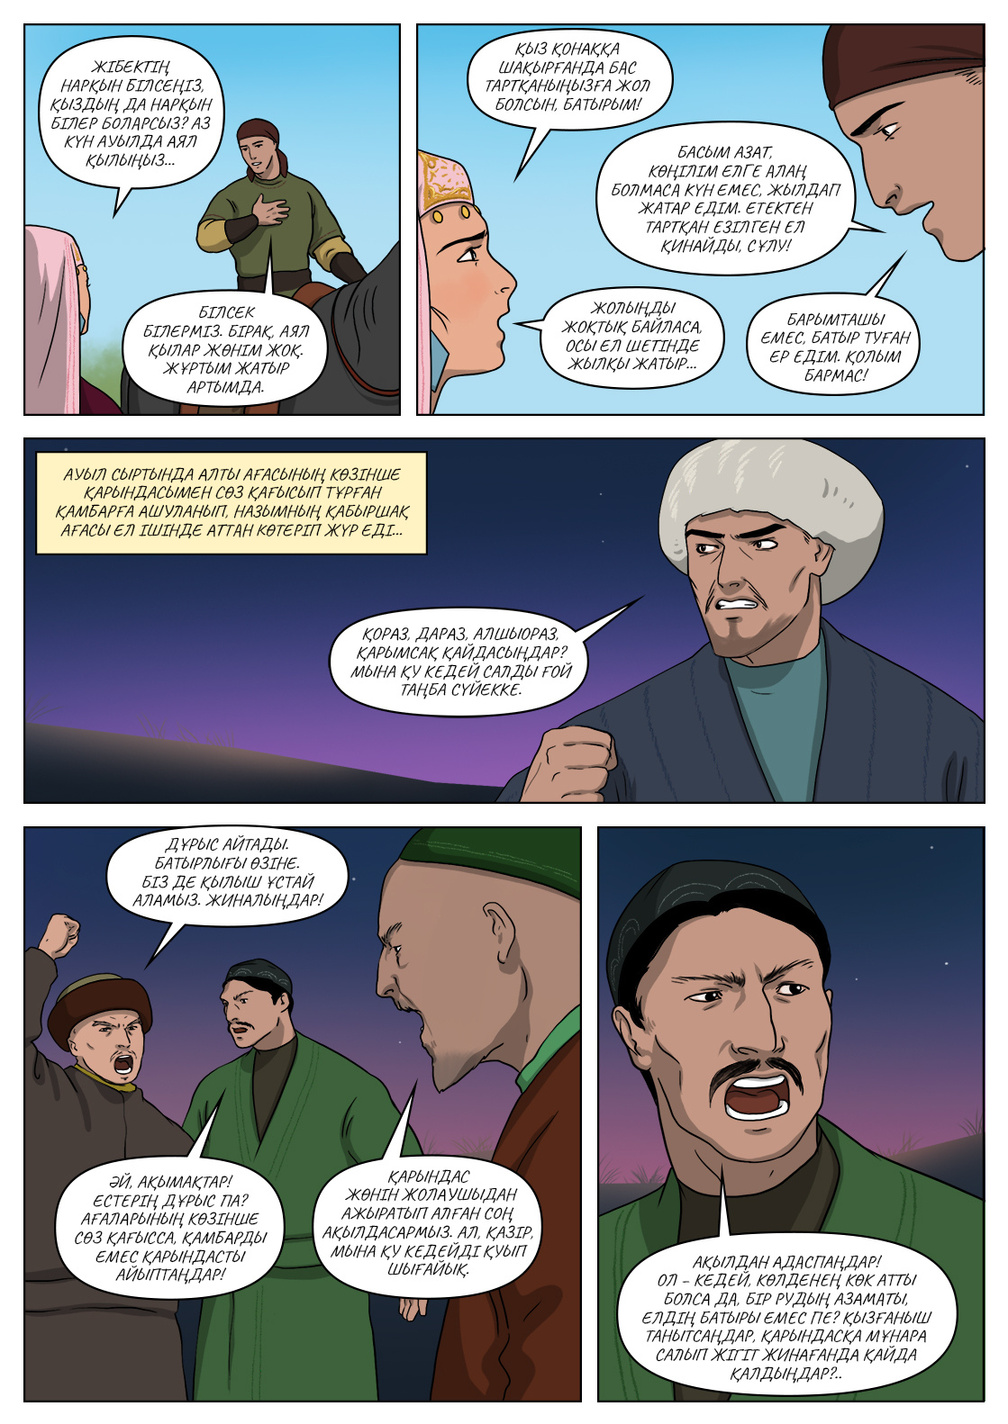 ЖІБЕКТІҢ
НАРҚЫН БІЛСЕҢІЗ,
ҚЫЗДЫҢ ДА НАРҚЫН
БІЛЕР БОЛАРСЫЗ? АЗ
КҮН АУЫЛДА АЯЛ
ҚЫЛЫҢЫЗ...
БІЛСЕК
БІЛЕРМІЗ. БІРАҚ, АЯЛ
ҚЫЛАР ЖӨНІМ ЖОҚ.
ЖҰРТЫМ ЖАТЫР
АРТЫМДА.
ҚЫЗ ҚОНАҚҚА
ШАҚЫРҒАНДА БАС
ТАРТҚАНЫҢЫЗҒА ЖОЛ
БОЛСЫН, БАТЫРЫМ!
БАСЫМ АЗАТ,
КӨҢІЛІМ ЕЛГЕ АЛАҢ
БОЛМАСА КҮН ЕМЕС, ЖЫЛДАП
ЖАТАР ЕДІМ. ЕТЕКТЕН
ТАРТҚАН ЕЗІЛГЕН ЕЛ
ҚИНАЙДЫ, СҰЛУ!
ЖОЛЫҢДЫ
ЖОҚТЫҚ БАЙЛАСА,
ОСЫ ЕЛ ШЕТІНДЕ
ЖЫЛҚЫ ЖАТЫР...
БАРЫМТАШЫ
ЕМЕС, БАТЫР ТУҒАН
ЕР ЕДІМ. ҚОЛЫМ
БАРМАС!
АУЫЛ СЫРТЫНДА АЛТЫ АҒАСЫНЫҢ КӨЗІНШЕ
ҚАРЫНДАСЫМЕН СӨЗ ҚАҒЫСЫП ТҰРҒАН
ҚАМБАРҒА АШУЛАНЫП, НАЗЫМНЫҢ ҚАБЫРШАҚ
АҒАСЫ ЕЛ ІШІНДЕ АТТАН КӨТЕРІП ЖҮР ЕДІ...
ҚОРАЗ, ДАРАЗ, АЛШЫОРАЗ,
ҚАРЫМСАҚ ҚАЙДАСЫҢДАР?
МЫНА ҚУ КЕДЕЙ САЛДЫ ҒОЙ
ТАҢБА СҮЙЕККЕ.
ДҰРЫС АЙТАДЫ.
БАТЫРЛЫҒЫ ӨЗІНЕ.
БІЗ ДЕ ҚЫЛЫШ ҰСТАЙ
АЛАМЫЗ. ЖИНАЛЫҢДАР!
ӘЙ, АҚЫМАҚТАР!
ЕСТЕРІҢ ДҰРЫС ПА?
АҒАЛАРЫНЫҢ КӨЗІНШЕ
СӨЗ ҚАҒЫССА, ҚАМБАРДЫ
ЕМЕС ҚАРЫНДАСТЫ
АЙЫПТАҢДАР!
ҚАРЫНДАС
ЖӨНІН ЖОЛАУШЫДАН
АЖЫРАТЫП АЛҒАН СОҢ
АҚЫЛДАСАРМЫЗ. АЛ, ҚАЗІР,
МЫНА ҚУ КЕДЕЙДІ ҚУЫП
ШЫҒАЙЫҚ.
АҚЫЛДАН АДАСПАҢДАР!
ОЛ – КЕДЕЙ, КӨЛДЕНЕҢ КӨК АТТЫ
БОЛСА ДА, БІР РУДЫҢ АЗАМАТЫ,
ЕЛДІҢ БАТЫРЫ ЕМЕС ПЕ? ҚЫЗҒАНЫШ
ТАНЫТСАҢДАР, ҚАРЫНДАСҚА МҰНАРА
САЛЫП ЖІГІТ ЖИНАҒАНДА ҚАЙДА
ҚАЛДЫҢДАР?..